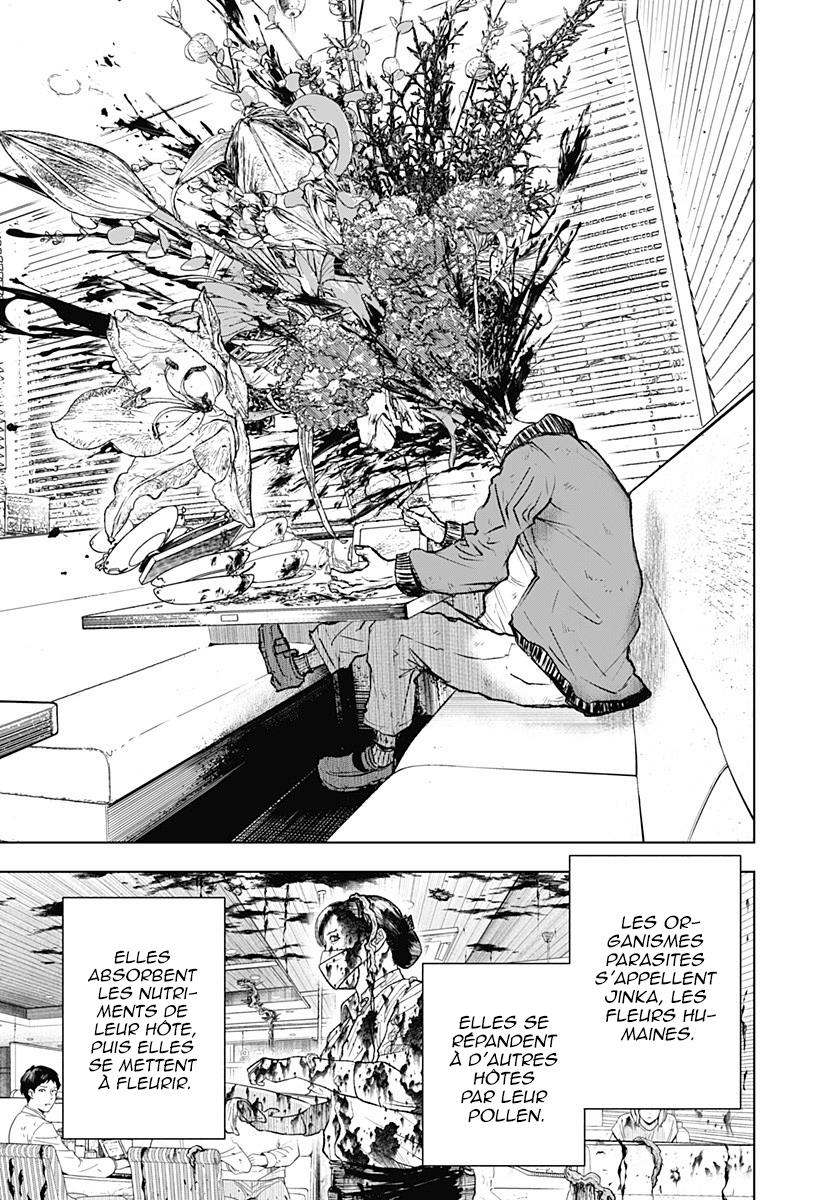 LES OR-
GANISMES
PARASITES
S'APPELLENT
JINKA, LES
FLEURS HU-
MAINES.
ELLES SE
RÉPANDENT
À D'AUTRES
HÔTES
PAR LEUR
POLLEN.
ELLES
ABSORBENT
LES NUTRI-
MENTS DE
LEUR HÔTE,
PUIS ELLES
SE METTENT
À FLEURIR.